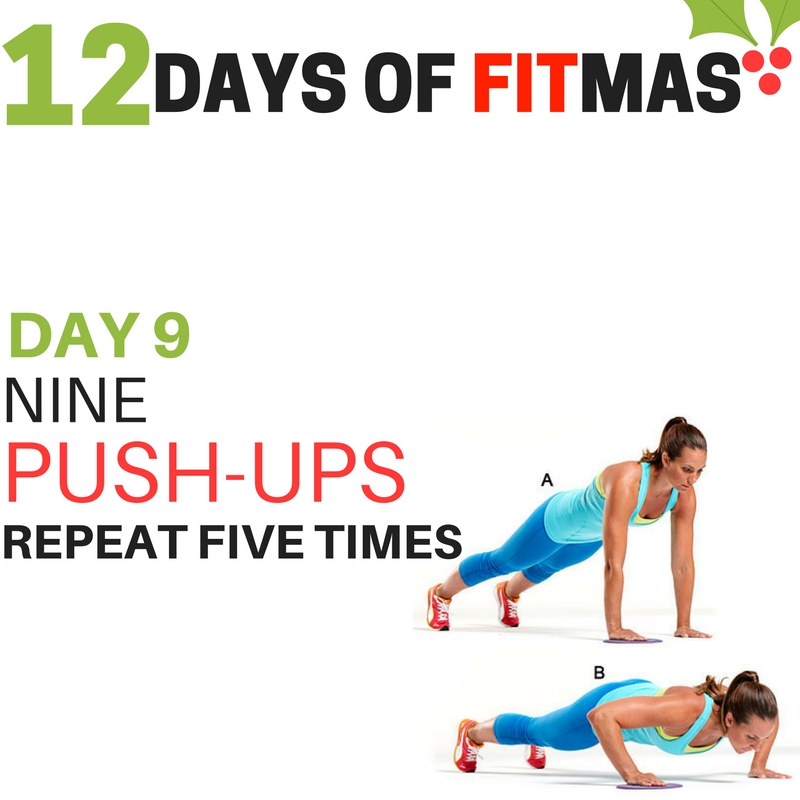 12 DAYS OF FITMAS
DAY 9
NINE
PUSH-UPS
REPEAT FIVE TIMES
A
B